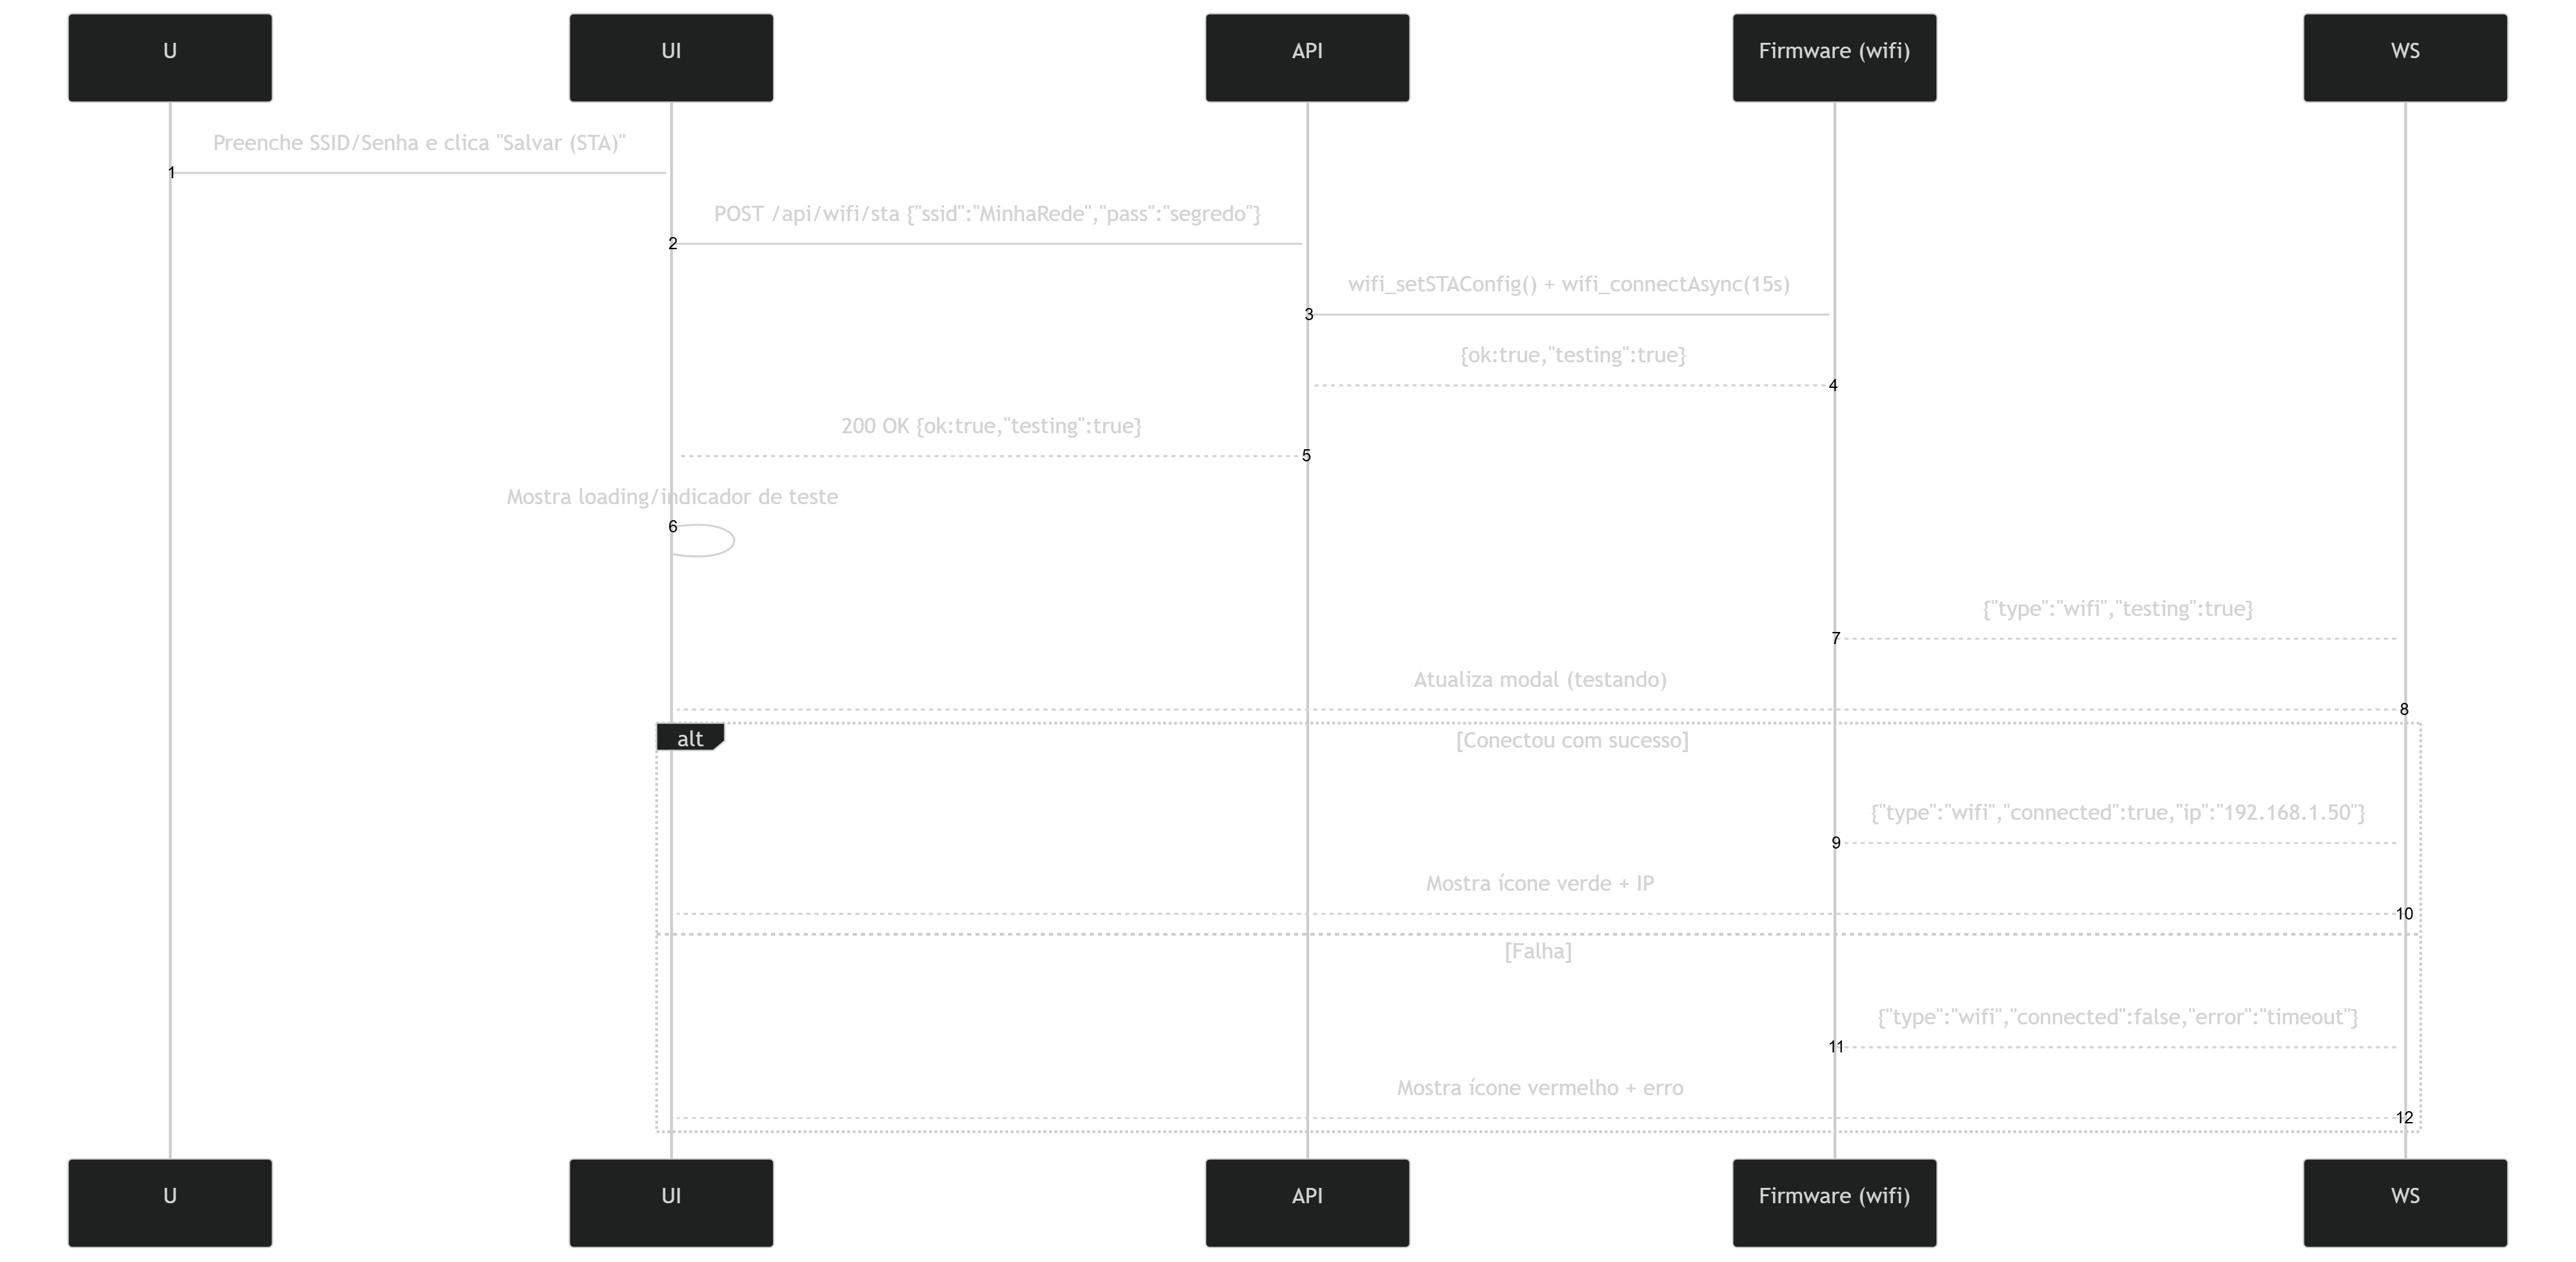 U
UI
API
Firmware (wifi)
WS
Preenche SSID/Senha e clica "Salvar (STA)"
1
POST /api/wifi/sta {"ssid":"MinhaRede","pass":"segredo"}
2
wifi_setSTAConfig() + wifi_connectAsync(15s)
3
{ok:true,"testing":true}
4
200 OK {ok:true,"testing":true}
5
Mostra loading/indicador de teste
6
{"type":"wifi","testing":true}
7
Atualiza modal (testando)
8
alt
[Conectou com sucesso]
{"type":"wifi","connected":true,"ip":"192.168.1.50"}
9
Mostra ícone verde + IP
10
[Falha]
{"type":"wifi","connected":false,"error":"timeout"}
11
Mostra ícone vermelho + erro
12
U
UI
API
Firmware (wifi)
WS